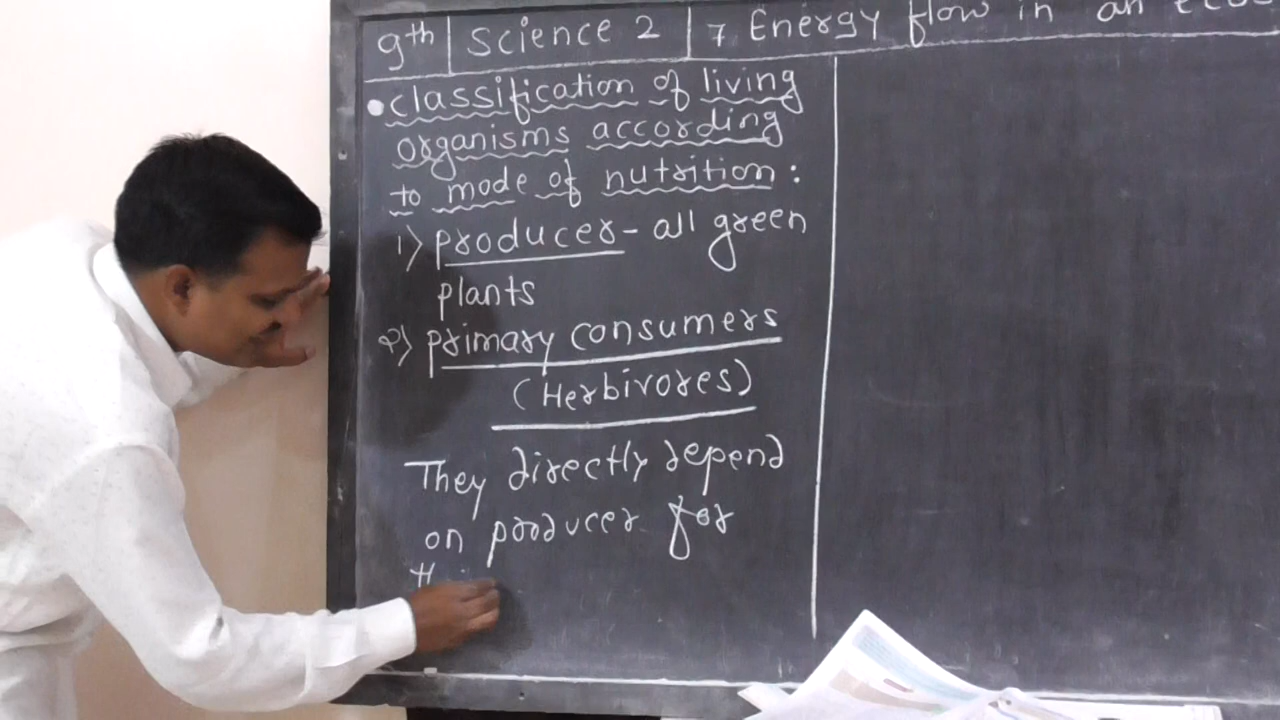 9th | Science 2 | 7 Energy flow in an
• classification of living
organisms according
to mode of nutrition :
1) producer - all green
plants
2) primary consumers
(Herbivores)
They directly depend
on producer for